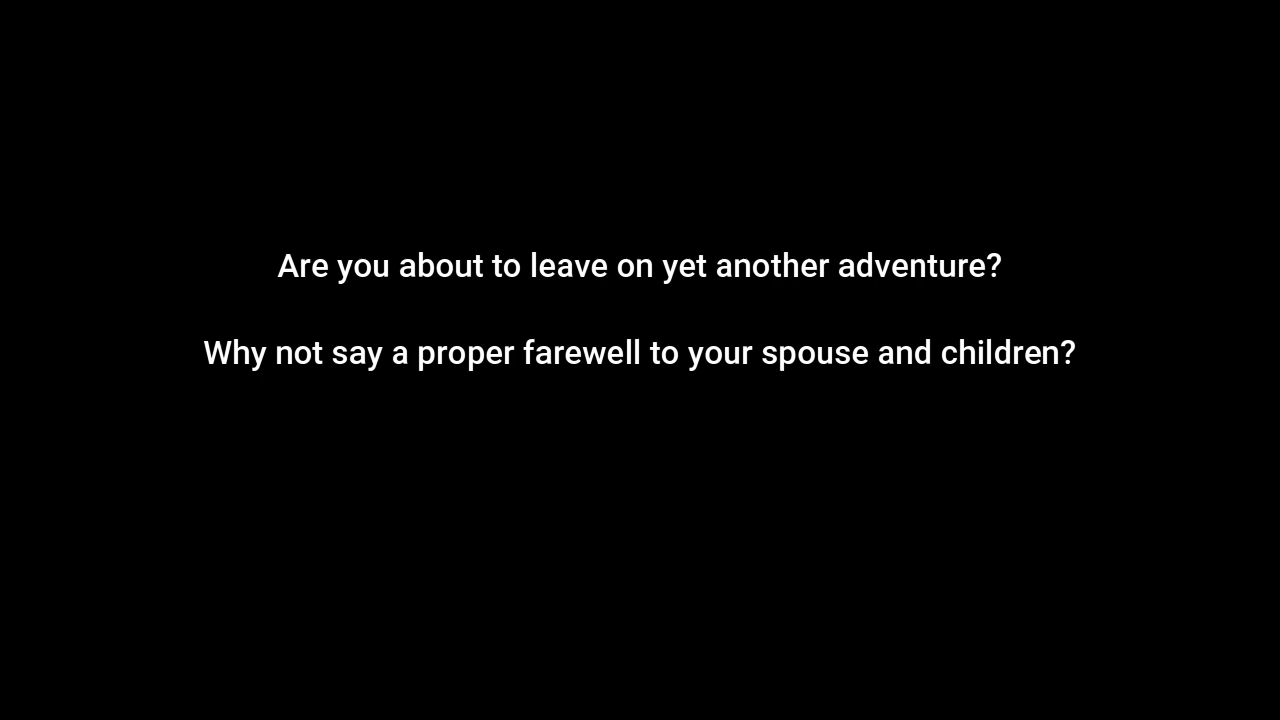 Are you about to leave on yet another adventure?
Why not say a proper farewell to your spouse and children?